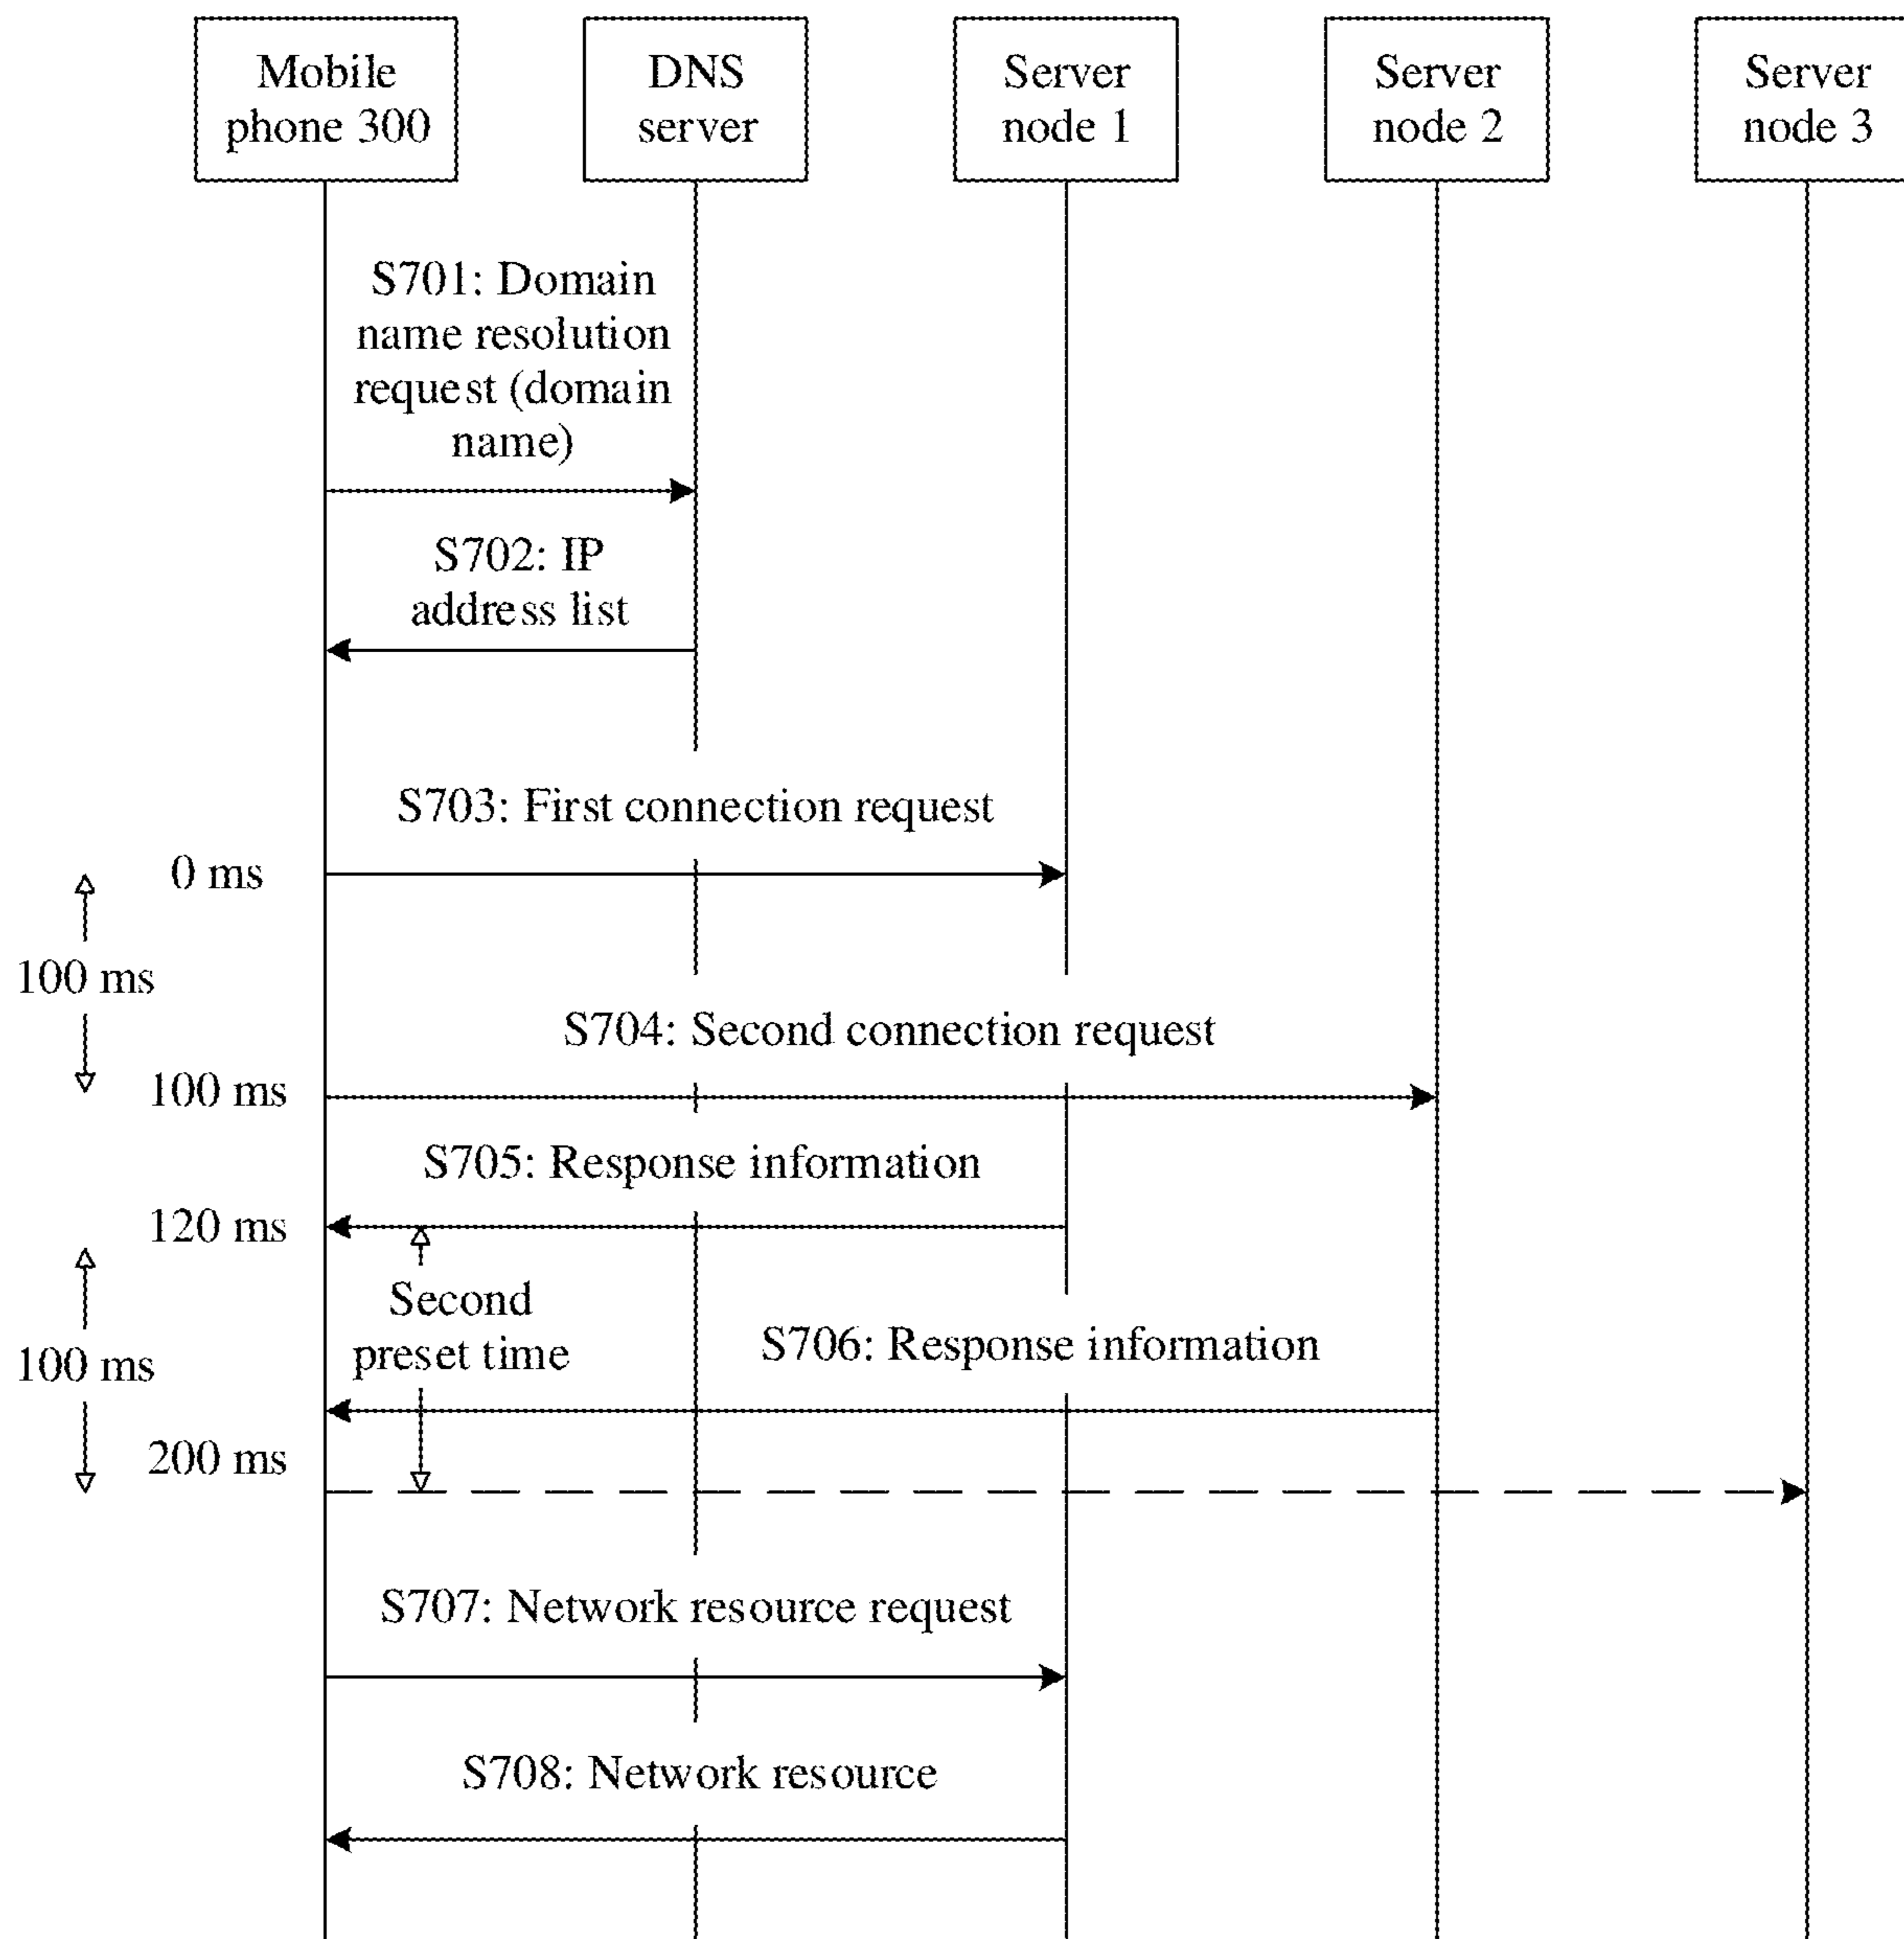 Mobile
phone 300
DNS
server
Server
node 1
Server
node 2
Server
node 3
S701: Domain
name resolution
request (domain
name)
S702: IP
address list
S703: First connection request
0 ms
100 ms
S704: Second connection request
100 ms
S705: Response information
120 ms
Second
preset time
S706: Response information
100 ms
200 ms
S707: Network resource request
S708: Network resource